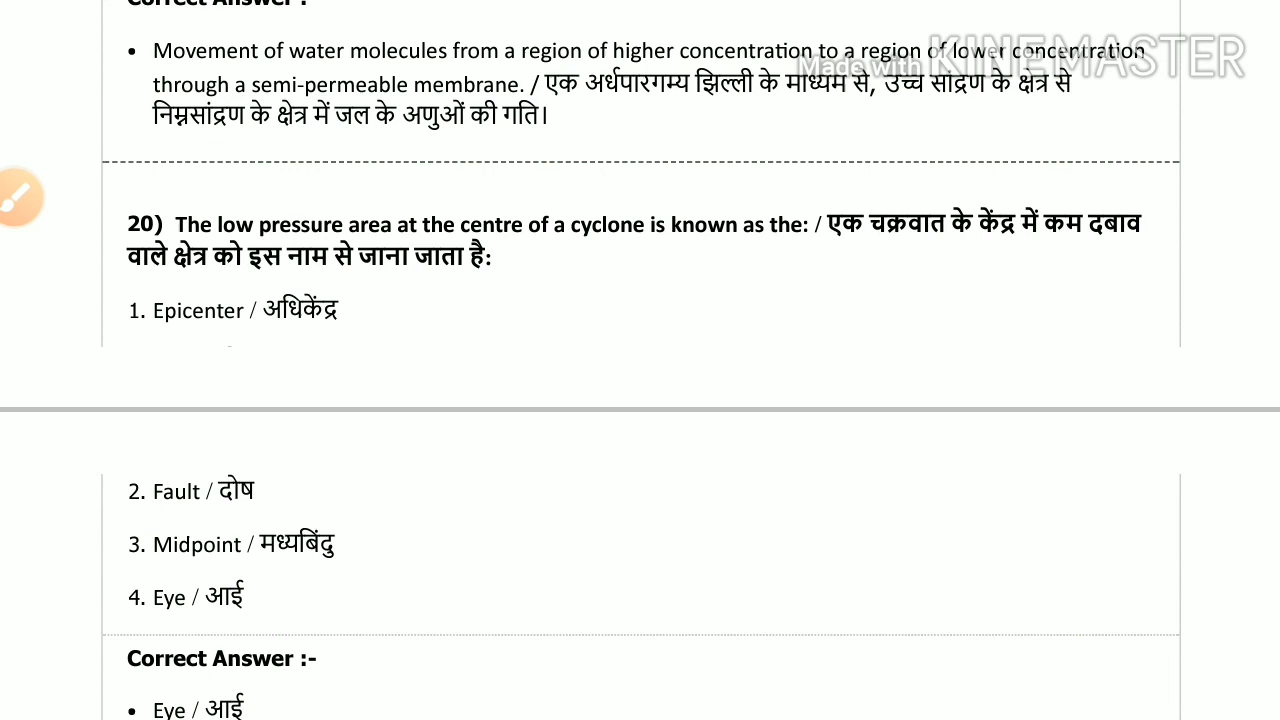 Correct Answer :-
• Movement of water molecules from a region of higher concentration to a region of lower concentration
through a semi-permeable membrane. / एक अर्धपारगम्य झिल्ली के माध्यम से, उच्च सांद्रण के क्षेत्र से
निम्नसांद्रण के क्षेत्र में जल के अणुओं की गति।
Made with KINEMASTER
20) The low pressure area at the centre of a cyclone is known as the: / एक चक्रवात के केंद्र में कम दबाव
वाले क्षेत्र को इस नाम से जाना जाता है:
1. Epicenter / अधिकेंद्र
2. Fault / दोष
3. Midpoint / मध्यबिंदु
4. Eye / आई
Correct Answer :-
• Eye / आई